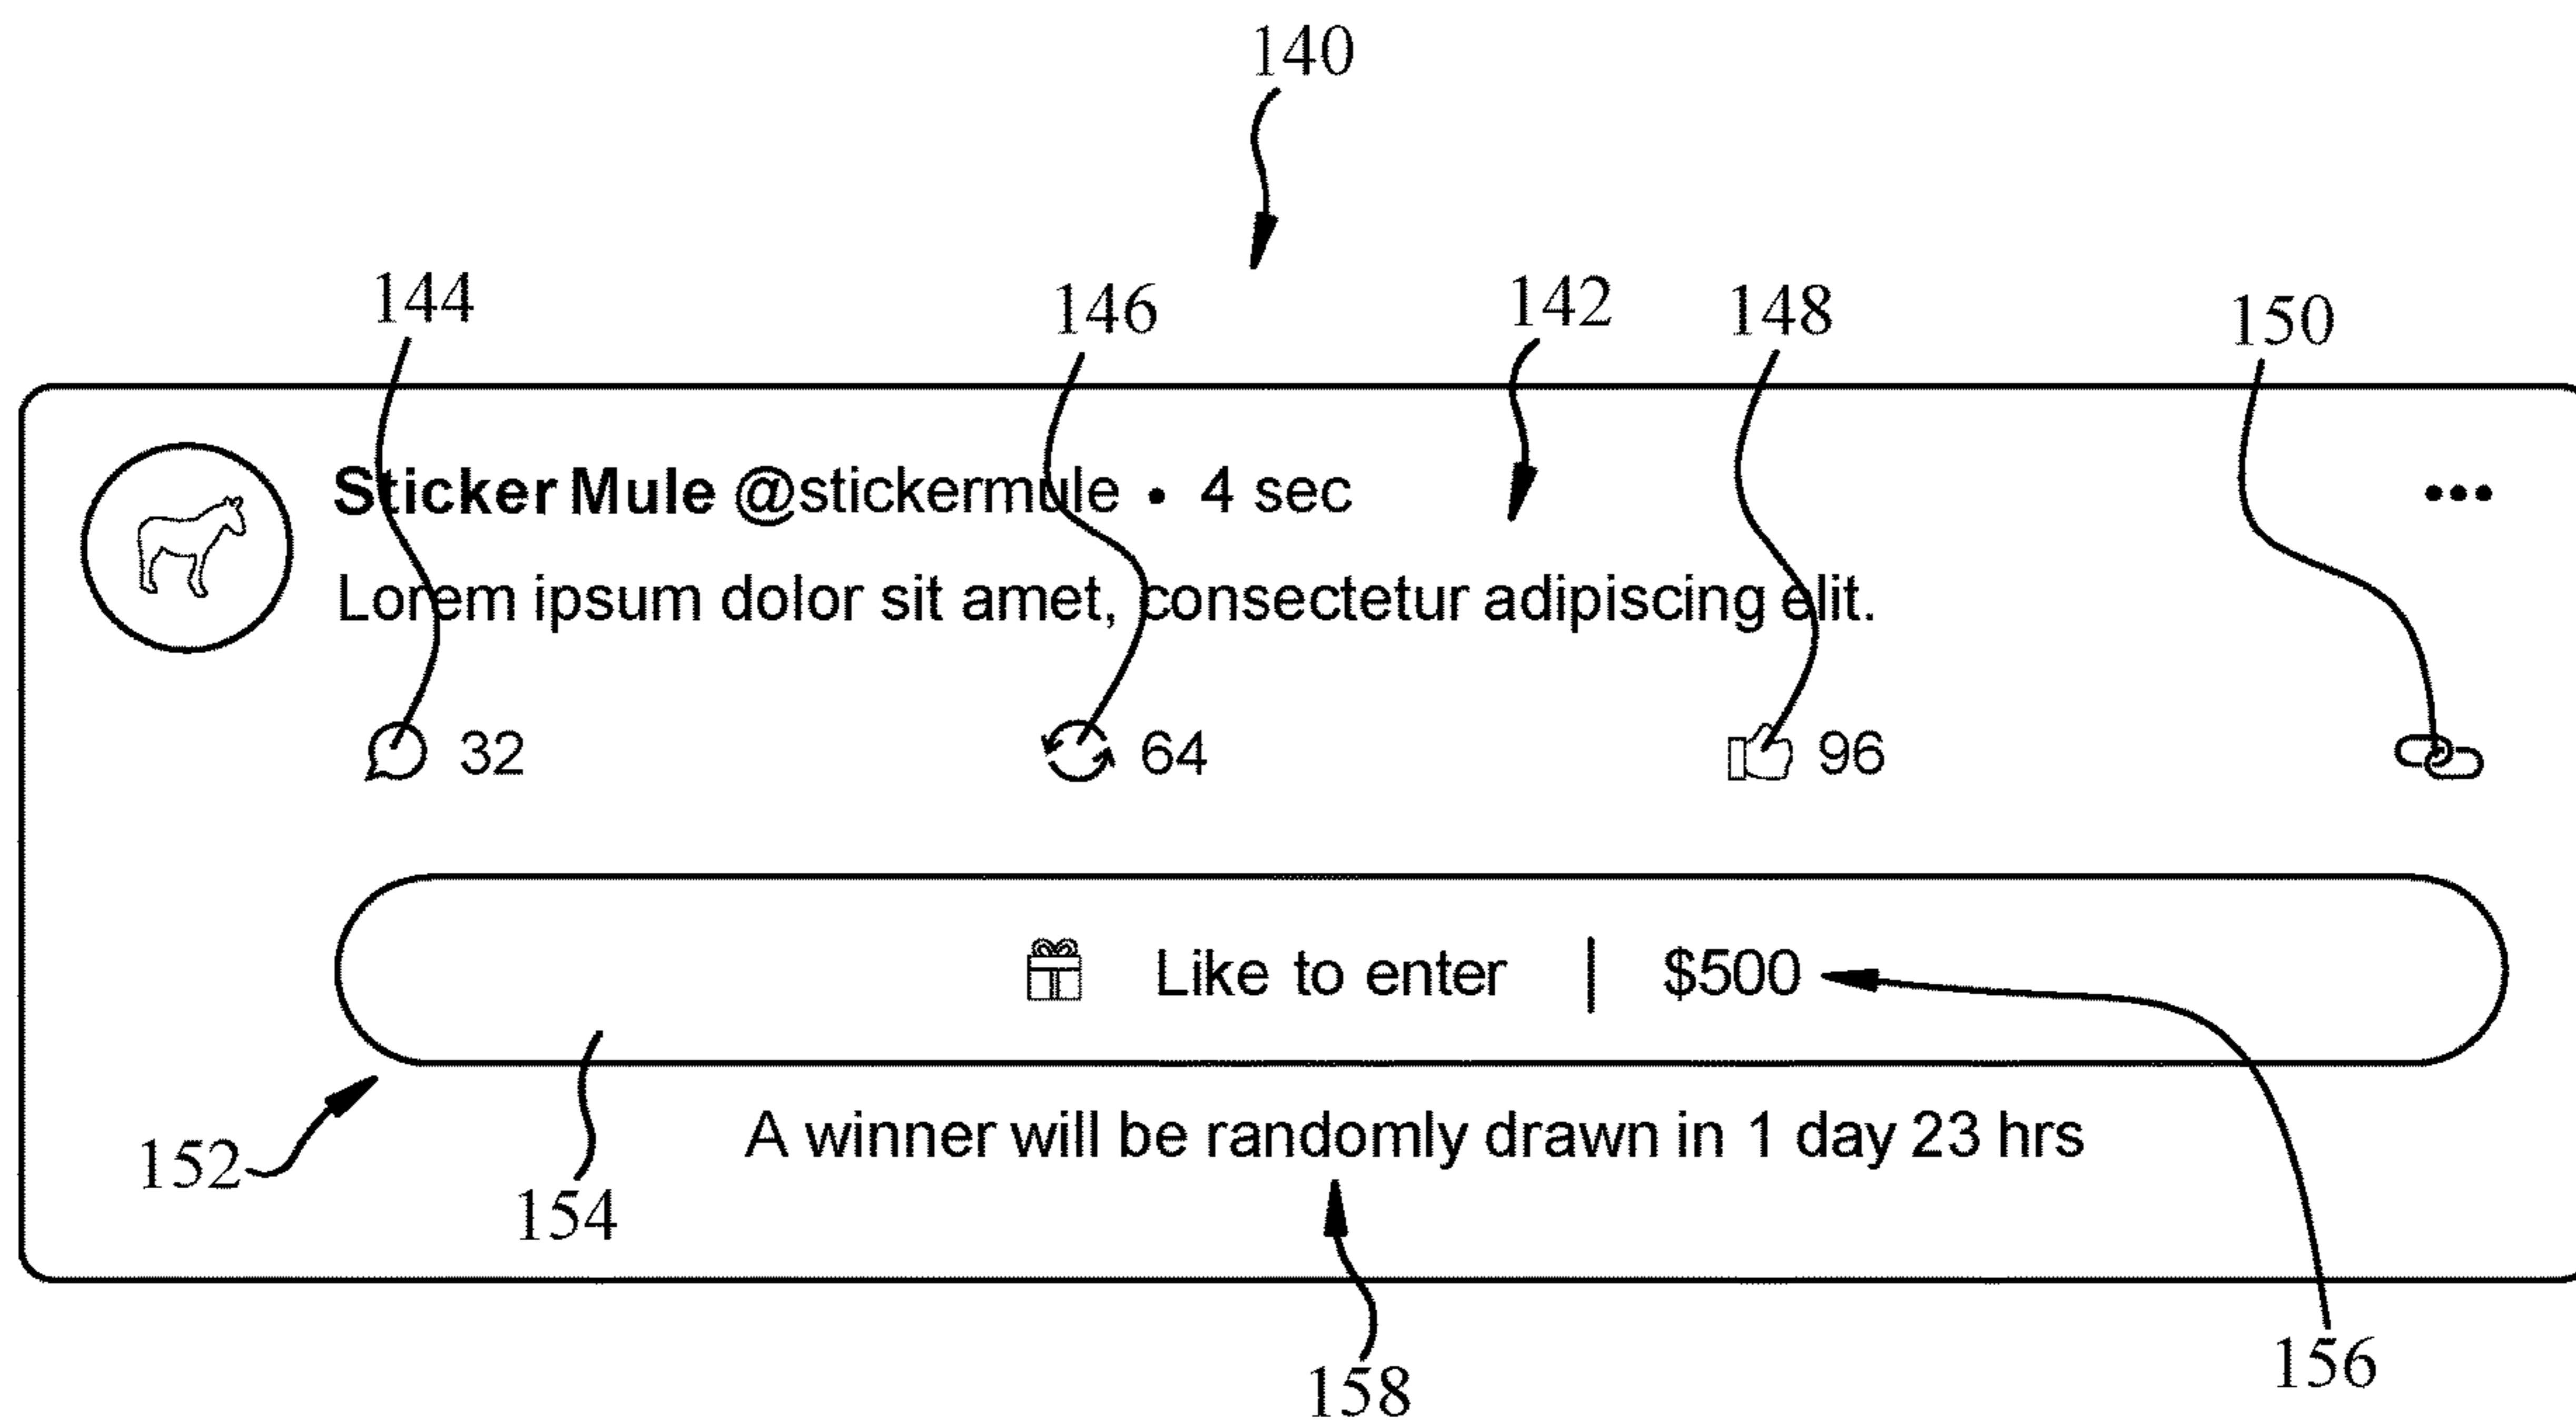 140
144 146 142 148 150
Sticker Mule @stickermule • 4 sec •••
Lorem ipsum dolor sit amet, consectetur adipiscing elit.
32 64 96
Like to enter | $500
A winner will be randomly drawn in 1 day 23 hrs
152 154
158 156